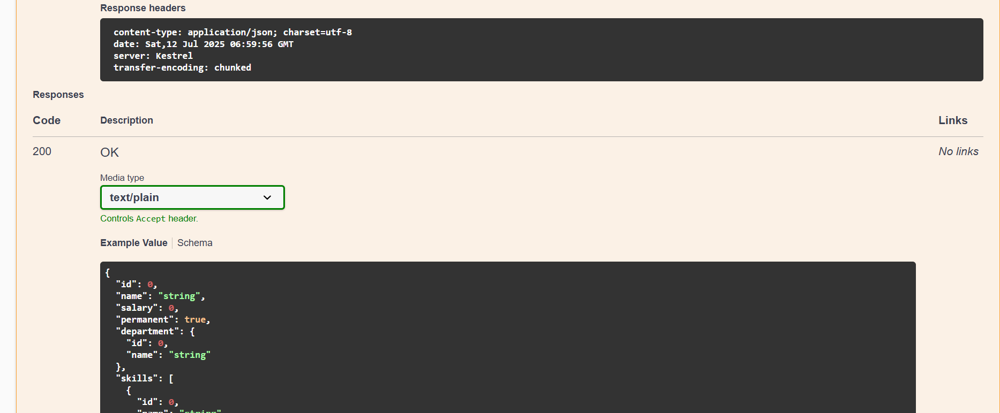 Response headers
content-type: application/json; charset=utf-8
date: Sat,12 Jul 2025 06:59:56 GMT
server: Kestrel
transfer-encoding: chunked
Responses
Code Description Links
200 OK No links
Media type
text/plain
Controls Accept header.
Example Value Schema
{
  "id": 0,
  "name": "string",
  "salary": 0,
  "permanent": true,
  "department": {
    "id": 0,
    "name": "string"
  },
  "skills": [
    {
      "id": 0,
      "name": "string"